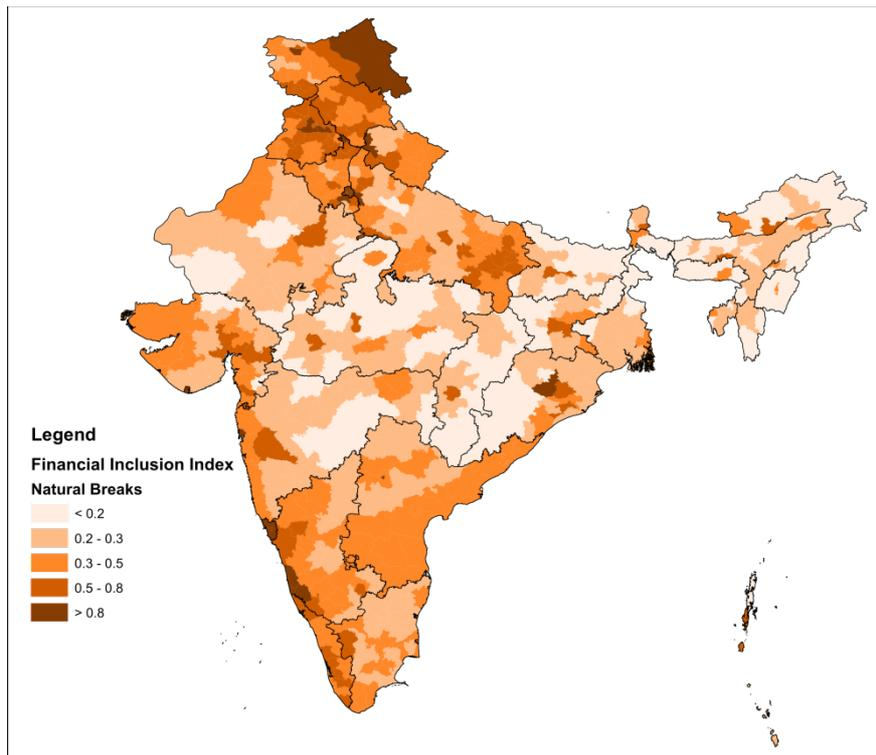 Legend
Financial Inclusion Index
Natural Breaks
< 0.2
0.2 - 0.3
0.3 - 0.5
0.5 - 0.8
> 0.8